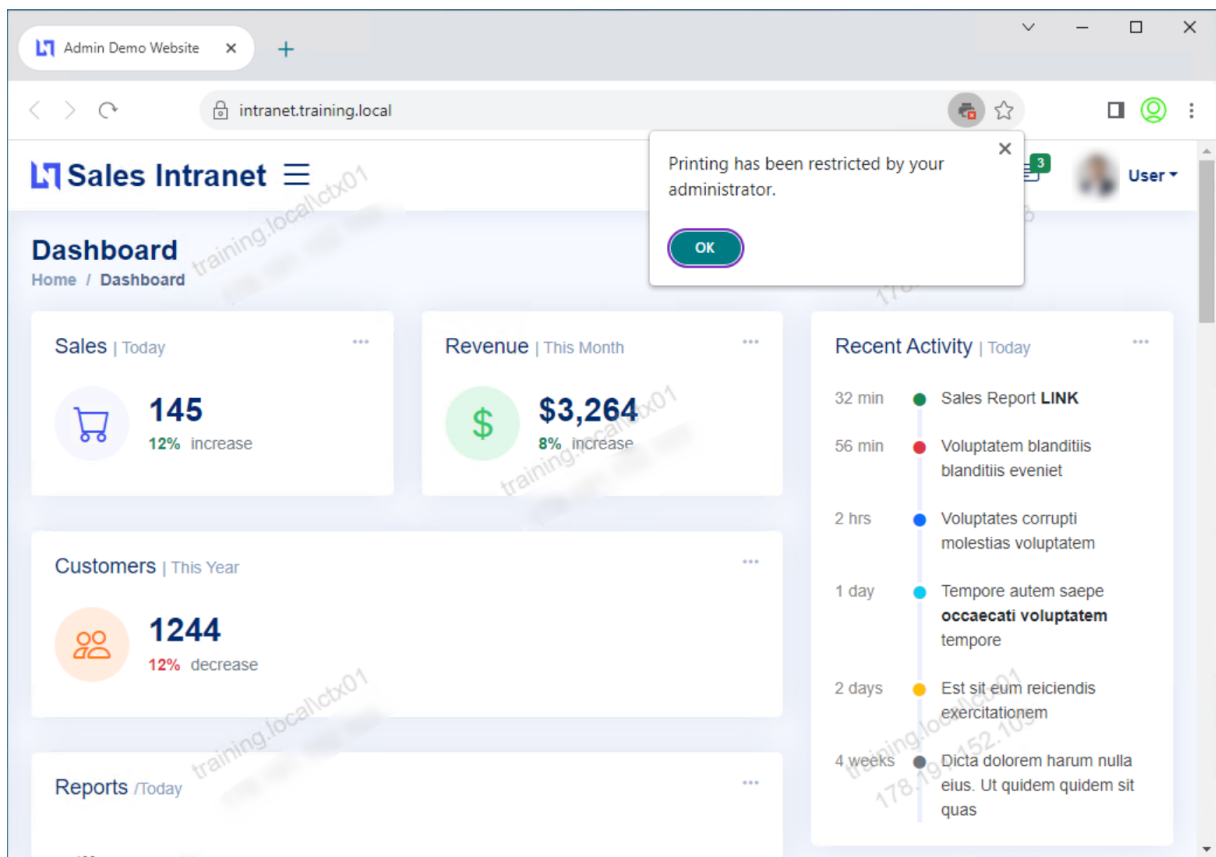 Admin Demo Website
intranet.training.local
Printing has been restricted by your
administrator.
OK
Sales Intranet
3
User
training.local\ctx01
Dashboard
Home / Dashboard
Sales | Today
145
12% increase
Revenue | This Month
$
$3,264
8% increase
training.local\ctx01
Recent Activity | Today
32 min
Sales Report LINK
56 min
Voluptatem blanditiis
blanditiis eveniet
2 hrs
Voluptates corrupti
molestias voluptatem
1 day
Tempore autem saepe
occaecati voluptatem
tempore
2 days
Est sit eum reiciendis
exercitationem
4 weeks
Dicta dolorem harum nulla
eius. Ut quidem quidem sit
quas
training.local\ctx01
Customers | This Year
1244
12% decrease
training.local\ctx01
Reports /Today